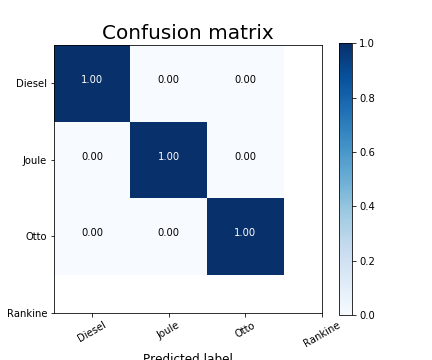 Confusion matrix
Diesel 1.00 0.00 0.00
Joule 0.00 1.00 0.00
Otto 0.00 0.00 1.00
Rankine
Diesel Joule Otto Rankine
Predicted label
1.0
0.8
0.6
0.4
0.2
0.0